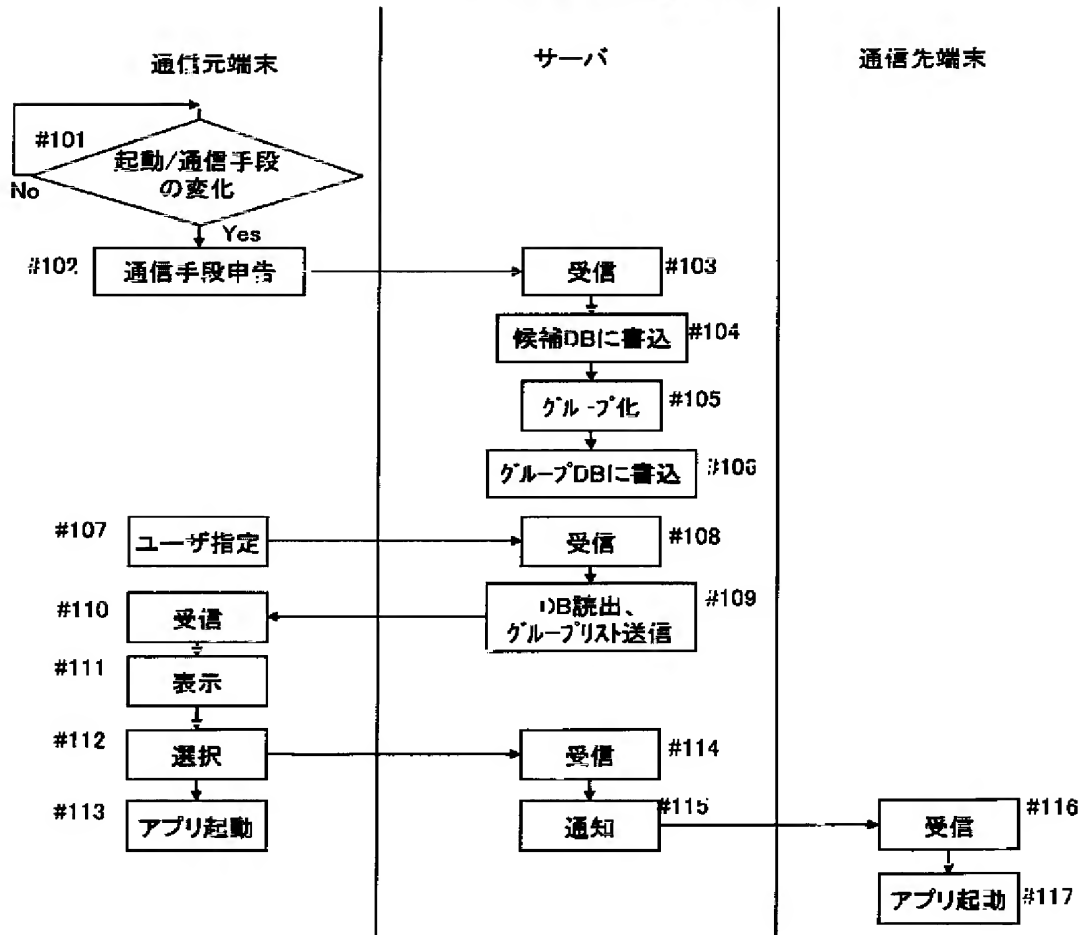 通信元端末
サーバ
通信先端末
#101
起動/通信手段
の変化
No
Yes
#102
通信手段申告
受信
#103
候補DBに書込
#104
グループ化
#105
グループDBに書込
#106
#107
ユーザ指定
受信
#108
#110
受信
DB読出、
グループリスト送信
#109
#111
表示
#112
選択
受信
#114
#113
アプリ起動
通知
#115
受信
#116
アプリ起動
#117